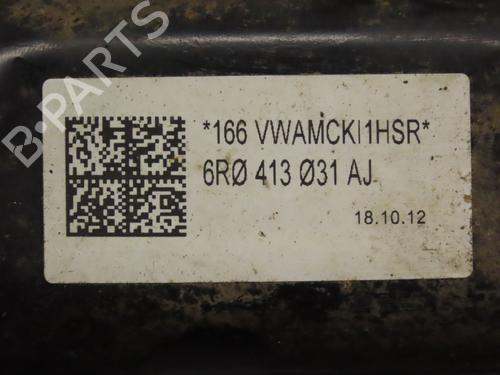 B-PARTS
*166 VWAMCKI1HSR*
6RØ 413 Ø31 AJ
18.10.12